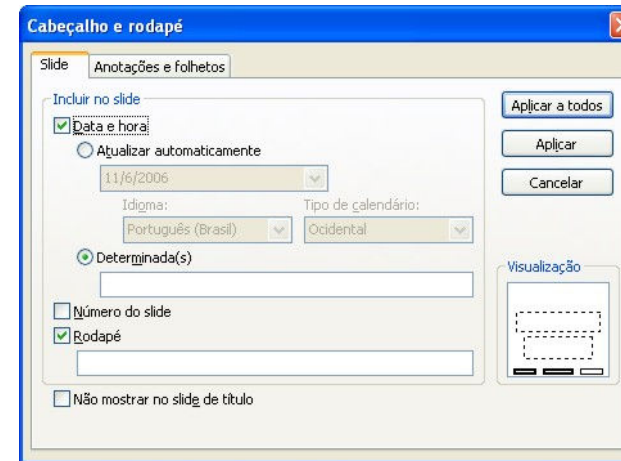 Cabeçalho e rodapé
Slide
Anotações e folhetos
Incluir no slide
Data e hora
Atualizar automaticamente
11/6/2006
Idioma:
Tipo de calendário:
Português (Brasil)
Ocidental
Determinada(s)
Número do slide
Rodapé
Não mostrar no slide de título
Aplicar a todos
Aplicar
Cancelar
Visualização